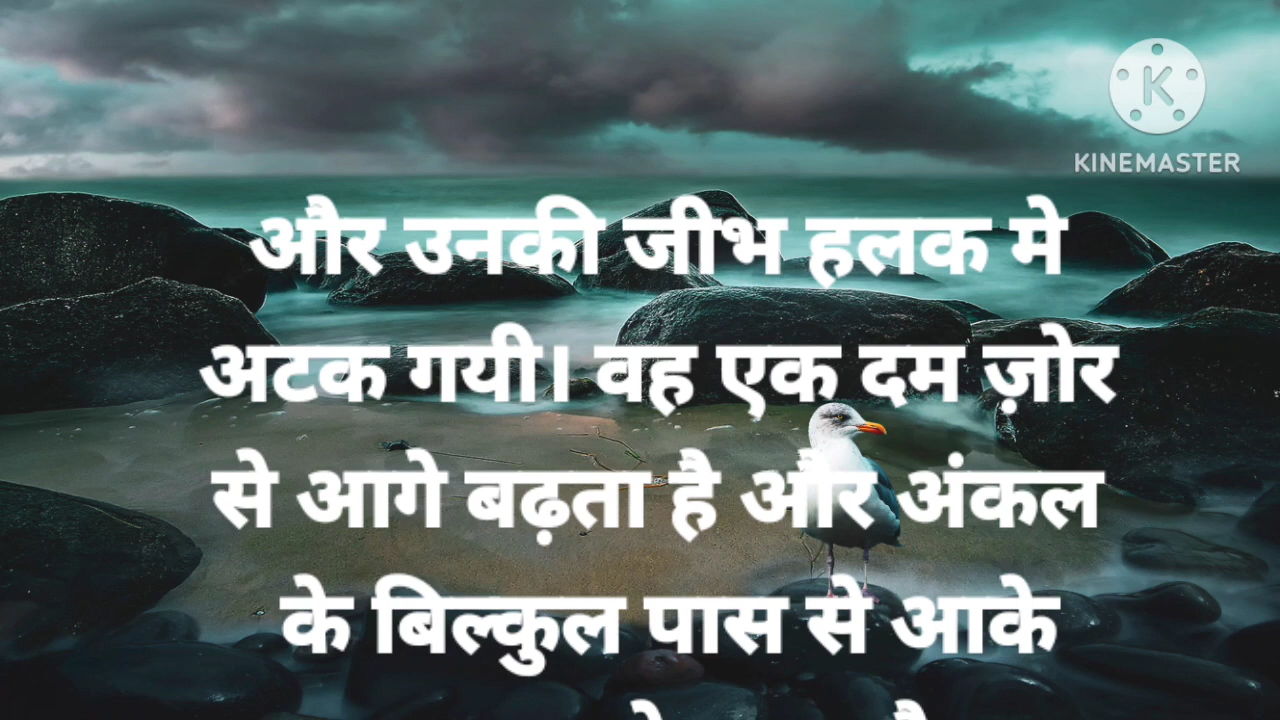 KINEMASTER
और उनकी जीभ हलक मे
अटक गयी। वह एक दम ज़ोर
से आगे बढ़ता है और अंकल
के बिल्कुल पास से आके